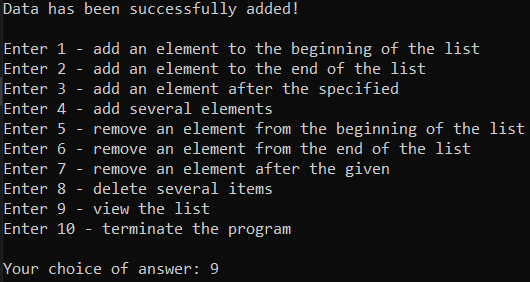 Data has been successfully added!
Enter 1 - add an element to the beginning of the list
Enter 2 - add an element to the end of the list
Enter 3 - add an element after the specified
Enter 4 - add several elements
Enter 5 - remove an element from the beginning of the list
Enter 6 - remove an element from the end of the list
Enter 7 - remove an element after the given
Enter 8 - delete several items
Enter 9 - view the list
Enter 10 - terminate the program
Your choice of answer: 9